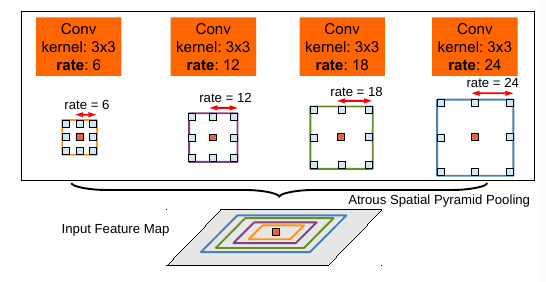 Conv
kernel: 3x3
rate: 6
Conv
kernel: 3x3
rate: 12
Conv
kernel: 3x3
rate: 18
Conv
kernel: 3x3
rate: 24
rate = 6
rate = 12
rate = 18
rate = 24
Atrous Spatial Pyramid Pooling
Input Feature Map